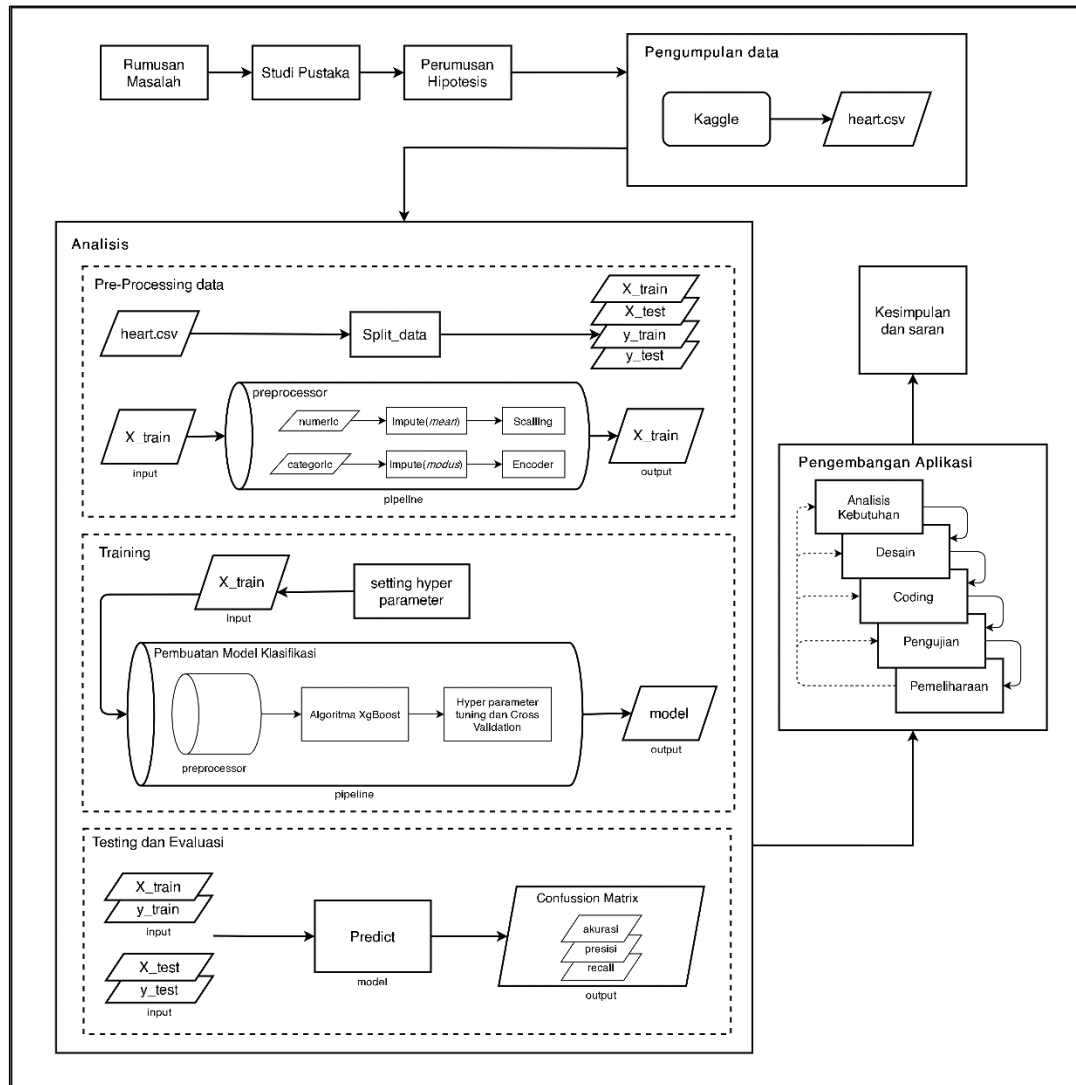 Rumusan
Masalah
Studi Pustaka
Perumusan
Hipotesis
Pengumpulan data
Kaggle
heart.csv
Analisis
Pre-Processing data
heart.csv
Split_data
X_train
X_test
y_train
y_test
X_train
input
preprocessor
numeric
Impute(mean)
Scalling
categoric
Impute(modus)
Encoder
pipeline
X_train
output
Training
X_train
input
setting hyper
parameter
Pembuatan Model Klasifikasi
preprocessor
Algoritma XgBoost
Hyper parameter
tuning dan Cross
Validation
pipeline
model
output
Testing dan Evaluasi
X_train
y_train
input
X_test
y_test
input
Predict
model
Confussion Matrix
akurasi
presisi
recall
output
Kesimpulan
dan saran
Pengembangan Aplikasi
Analisis
Kebutuhan
Desain
Coding
Pengujian
Pemeliharaan